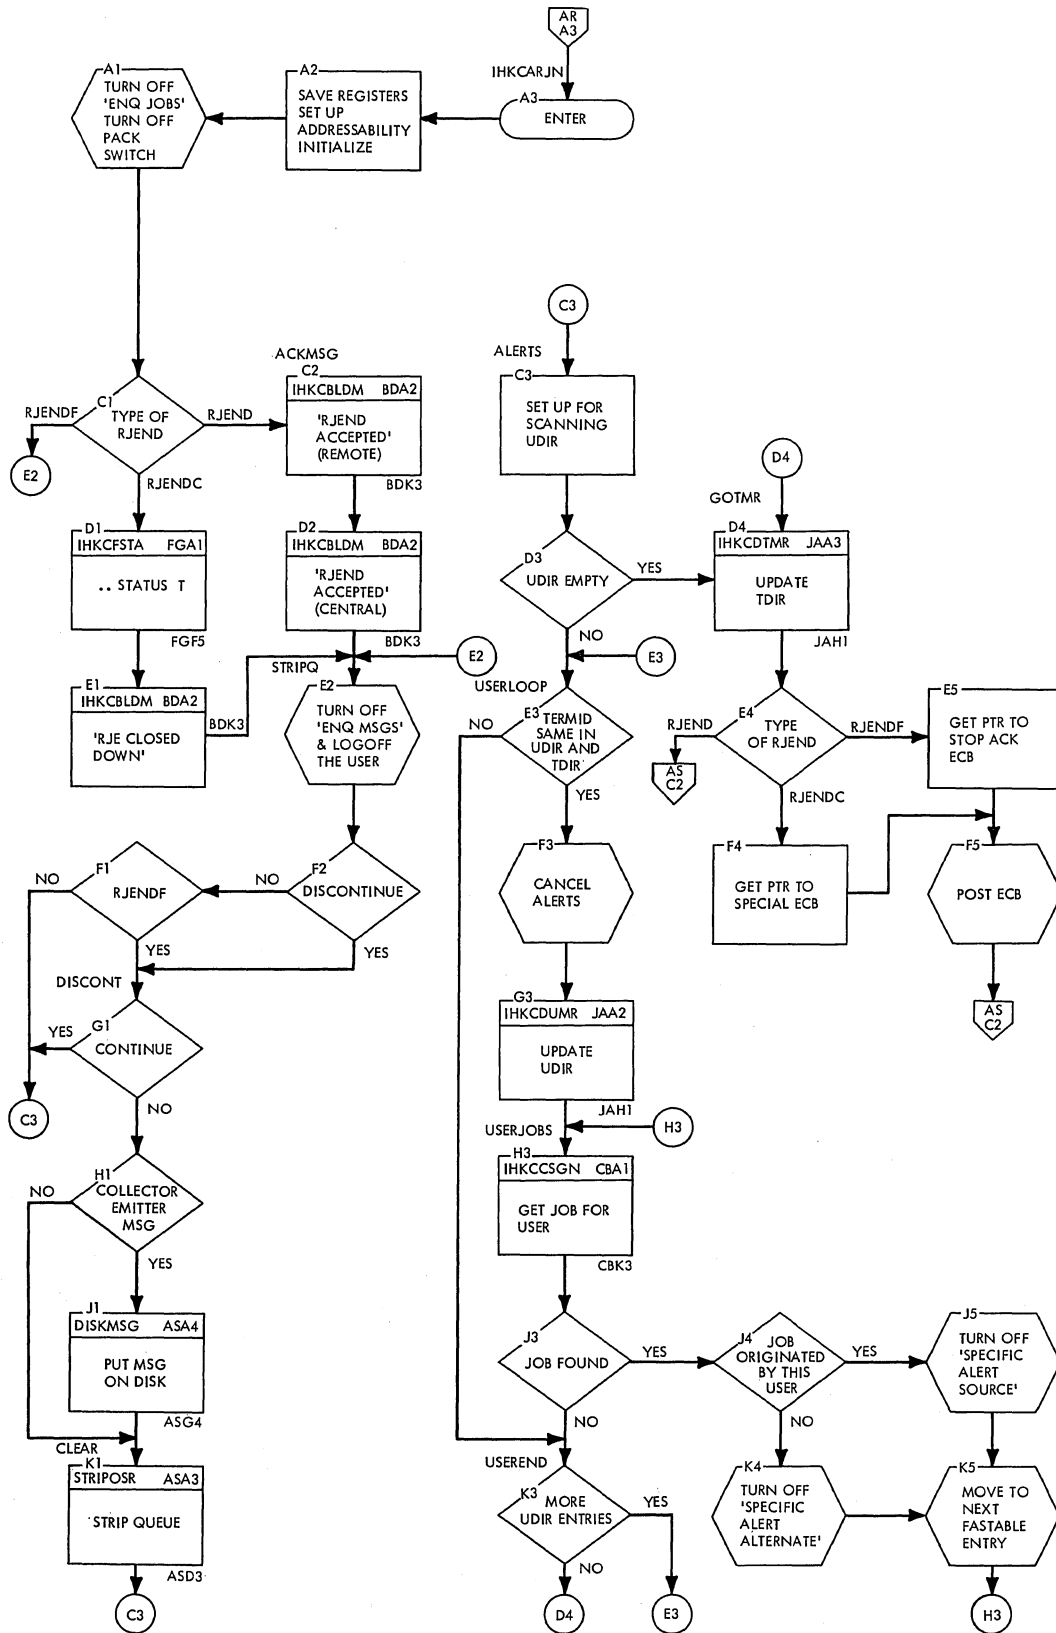 AR
A3
IHKCARJN
A1
TURN OFF
'ENQ JOBS'
TURN OFF
PACK
SWITCH
A2
SAVE REGISTERS
SET UP
ADDRESSABILITY
INITIALIZE
A3
ENTER
C1
TYPE OF
RJEND
RJENDF
RJEND
RJENDC
E2
ACKMSG
C2
IHKCBLDM BDA2
'RJEND
ACCEPTED'
(REMOTE)
BDK3
D1
IHKCFSTA FGA1
.. STATUS T
FGF5
D2
IHKCBLDM BDA2
'RJEND
ACCEPTED'
(CENTRAL)
BDK3
E1
IHKCBLDM BDA2
'RJE CLOSED
DOWN'
BDK3
STRIPQ
E2
E2
TURN OFF
'ENQ MSGS'
& LOGOFF
THE USER
F1
RJENDF
NO
YES
F2
DISCONTINUE
NO
YES
DISCONT
G1
CONTINUE
YES
NO
C3
H1
COLLECTOR
EMITTER
MSG
NO
YES
J1
DISKMSG ASA4
PUT MSG
ON DISK
ASG4
CLEAR
K1
STRIPOSR ASA3
STRIP QUEUE
ASD3
C3
C3
ALERTS
C3
SET UP FOR
SCANNING
UDIR
D3
UDIR EMPTY
YES
NO
E3
USERLOOP
E3
TERMID
SAME IN
UDIR AND
TDIR
NO
YES
F3
CANCEL
ALERTS
G3
IHKCDUMR JAA2
UPDATE
UDIR
JAH1
USERJOBS
H3
H3
IHKCCSGN CBA1
GET JOB FOR
USER
CBK3
J3
JOB FOUND
YES
NO
USEREND
K3
MORE
UDIR ENTRIES
YES
NO
D4
E3
D4
GOTMR
D4
IHKCDTMR JAA3
UPDATE
TDIR
JAH1
E4
TYPE
OF RJEND
RJEND
RJENDF
RJENDC
AS
C2
E5
GET PTR TO
STOP ACK
ECB
F4
GET PTR TO
SPECIAL ECB
F5
POST ECB
AS
C2
J4
JOB
ORIGINATED
BY THIS
USER
YES
NO
J5
TURN OFF
'SPECIFIC
ALERT
SOURCE'
K4
TURN OFF
'SPECIFIC
ALERT
ALTERNATE'
K5
MOVE TO
NEXT
FASTABLE
ENTRY
H3